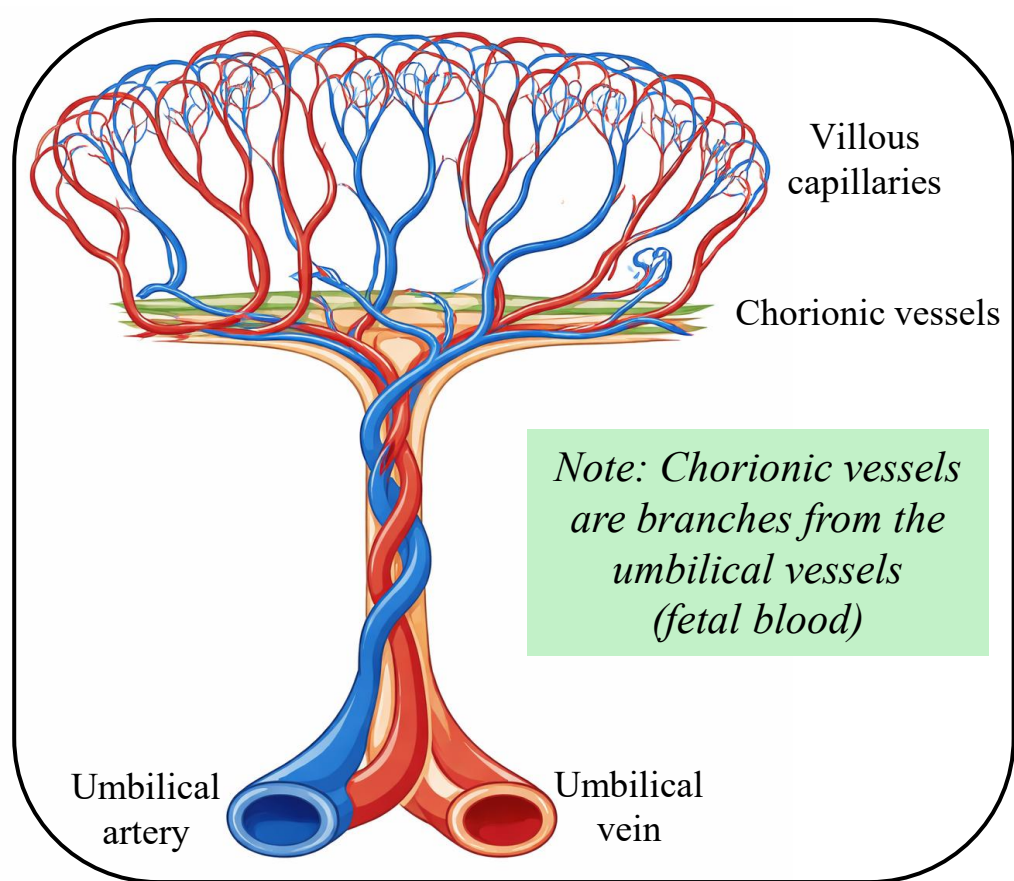 Villous
capillaries
Chorionic vessels
Note: Chorionic vessels
are branches from the
umbilical vessels
(fetal blood)
Umbilical
artery
Umbilical
vein